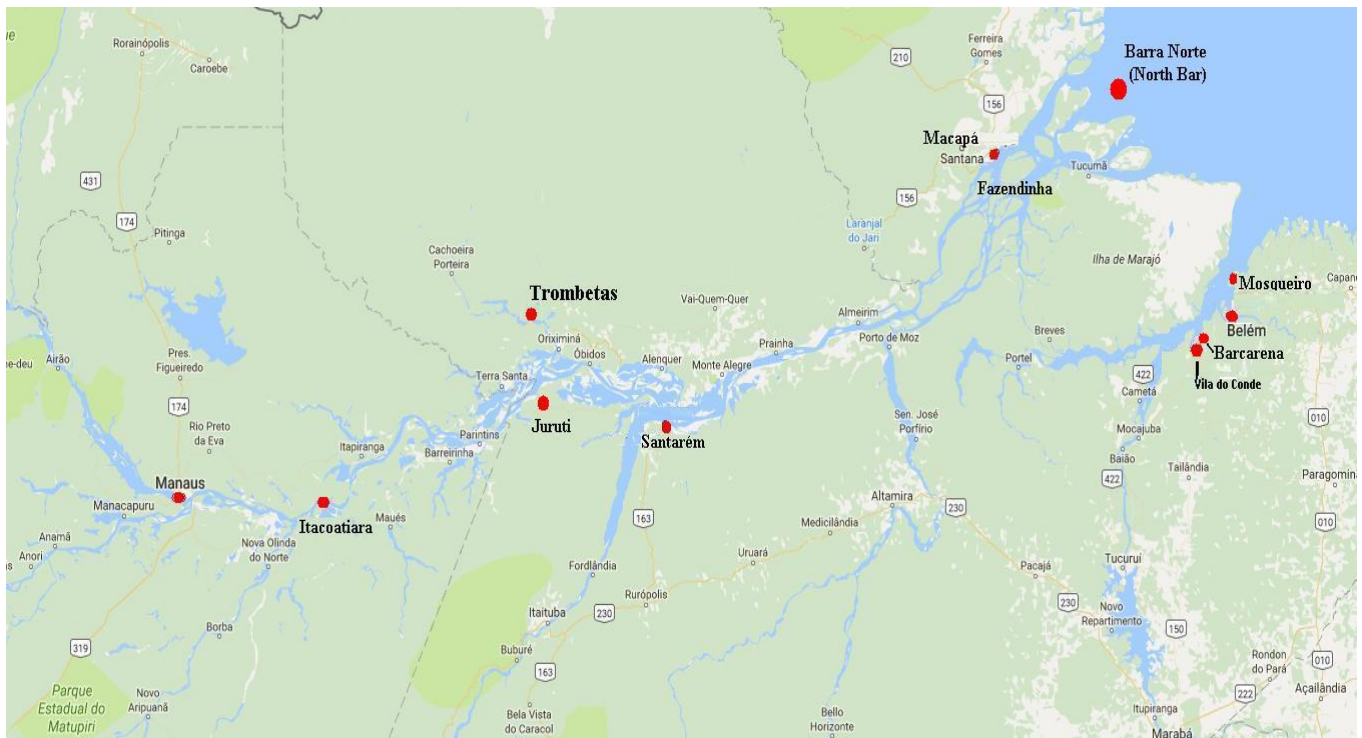 ue
Rorainópolis
Caroebe
Ferreira
Gomes
210
Barra Norte
(North Bar)
156
Macapá
Santana
Tucumã
Fazendinha
431
156
174
Pitinga
Laranjal
do Jari
Cachoeira
Porteira
Ilha de Marajó
Mosqueiro
Capan
Trombetas
Vai-Quem-Quer
Belém
Almeirim
Airão
Oriximiná
Óbidos
Alenquer
Prainha
Porto de Moz
Breves
Barcarena
Pres.
Figueiredo
ne-deu
Monte Alegre
Portel
Vila do Conde
Terra Santa
422
Cametá
174
Juruti
Sen. José
Porfírio
010
Rio Preto
da Eva
Parintins
Santarém
Mocajuba
Itapiranga
Barreirinha
Baião
Tailândia
422
Paragomina
Manaus
Manacapuru
Itacoatiara
Maués
Altamira
230
163
Medicilândia
010
Anamã
Nova Olinda
do Norte
Anori
Uruará
Tucuruí
Fordlândia
Pacajá
Rurópolis
230
Itaituba
230
Novo
Repartimento
Borba
150
319
Buburé
163
Rondon
do Pará
010
Parque
Estadual do
Matupiri
Novo
Aripuanã
222
Açailândia
Bela Vista
do Caracol
Bello
Horizonte
Itupiranga
Marabá